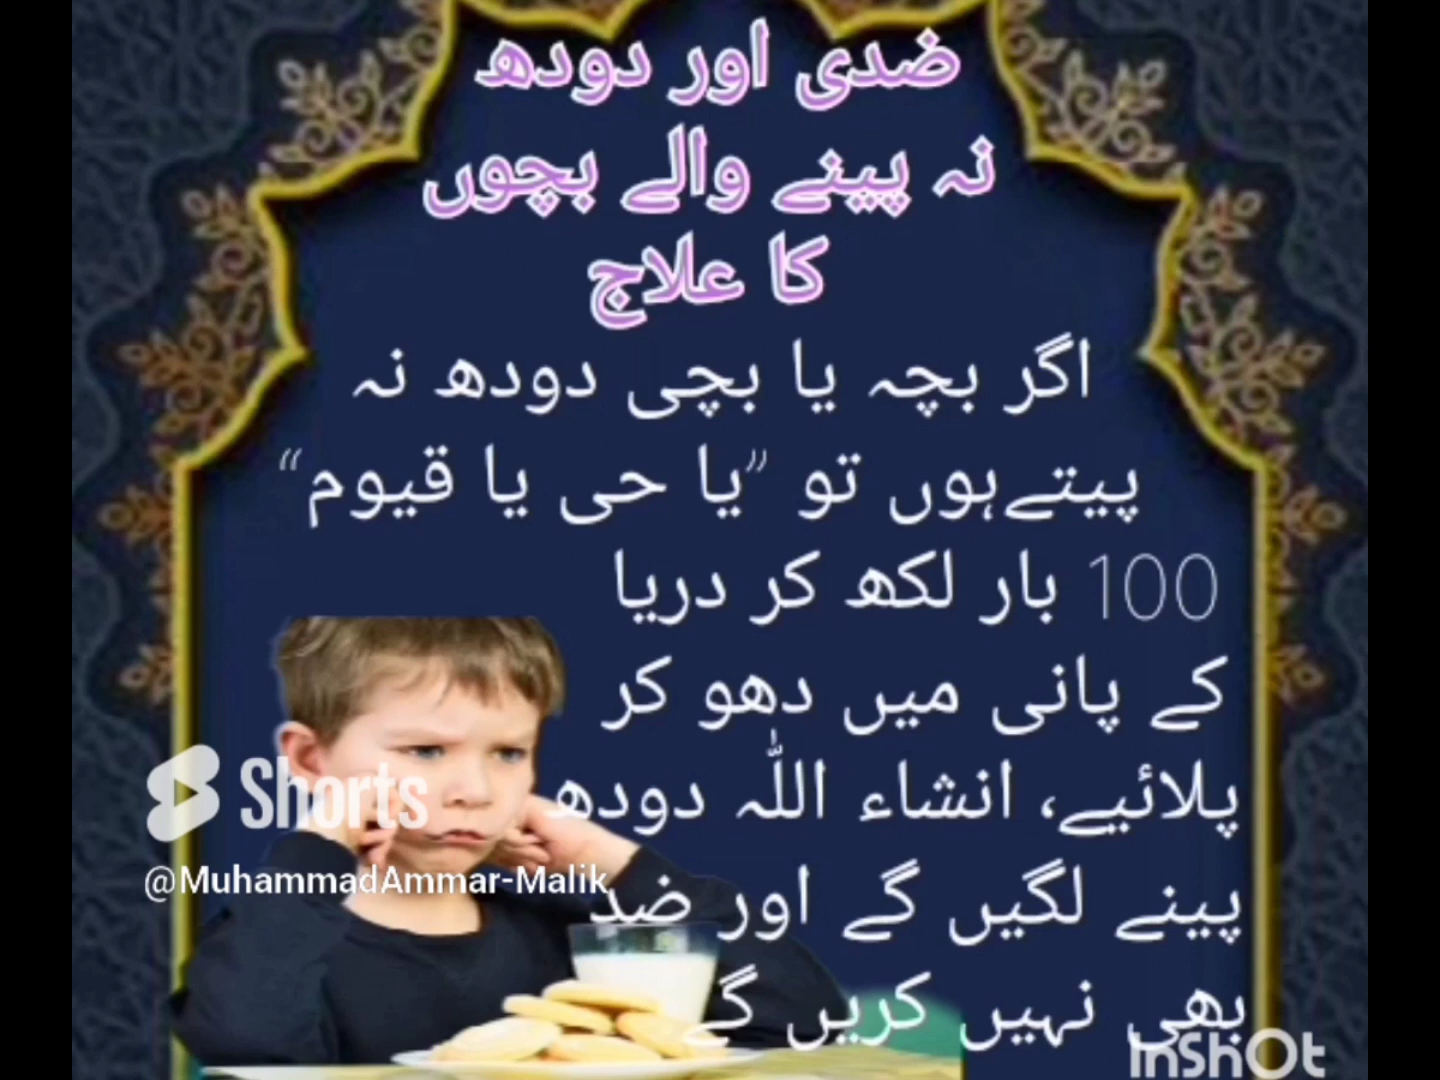 ضدی اور دودھ
نہ پینے والے بچوں
کا علاج
اگر بچہ یا بچی دودھ نہ
پیتےہوں تو ”یا حی یا قیوم“
100 بار لکھ کر دریا
کے پانی میں دھو کر
پلائیے، انشاء اللّٰہ دودھ
پینے لگیں گے اور ضد
بھی نہیں کریں گے
Shorts
@MuhammadAmmar-Malik
InShOt